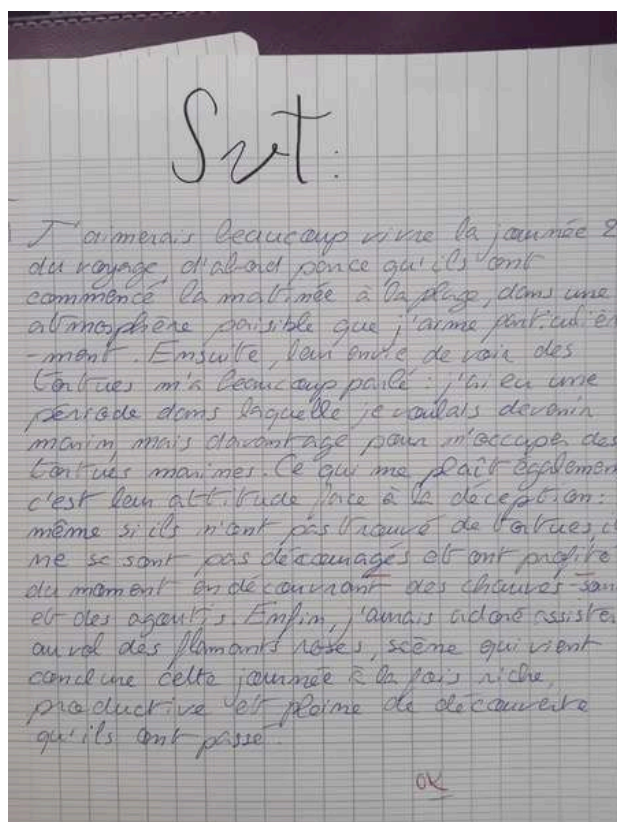 Svt :
J'aimerais beaucoup vivre la journée 2
du voyage, d'abord parce qu'ils ont
commencé la matinée à la plage, dans une
atmosphère paisible que j'aime particuliér
-ment. Ensuite, leur envie de voir des
tortues m'a beaucoup parlé : j'ai eu une
période dans laquelle je voulais devenir
marin, mais davantage pour m'occuper des
tortues marines. Ce qui me plaît également
c'est leur attitude face à la déception :
même si ils n'ont pas trouvé de tortues, i
ne se sont pas découragés et ont profité
du moment en découvrant des chauves-sour
et des agoutis. Enfin, j'aurais adoré assister
au vol des flamants roses, scène qui vient
conclure cette journée à la fois riche,
productive et pleine de découverte
qu'ils ont passé.
OK